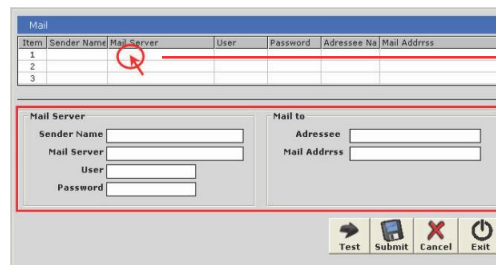 Mail
Item Sender Name Mail Server User Password Adressee Na Mail Addrrss
1
2
3
Mail Server Mail to
Sender Name Adressee
Mail Server Mail Addrrss
User
Password
Test Submit Cancel Exit